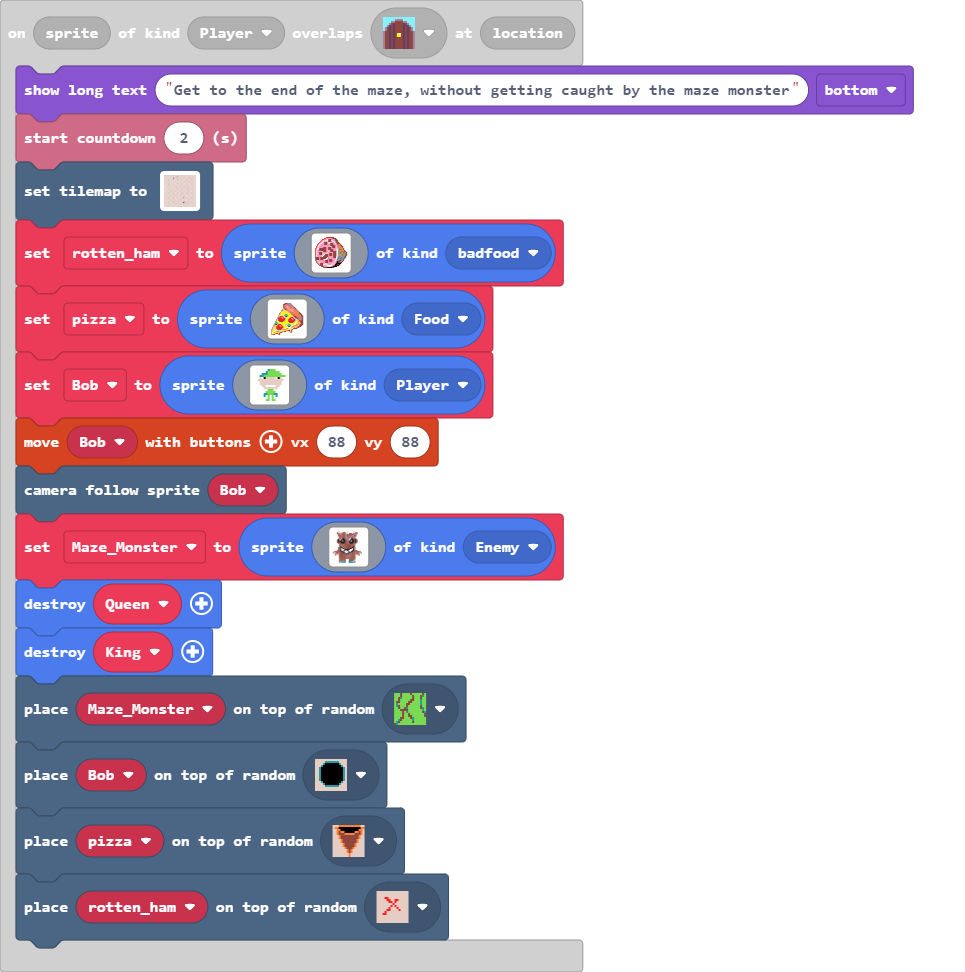 on sprite of kind Player overlaps at location
show long text "Get to the end of the maze, without getting caught by the maze monster" bottom
start countdown 2 (s)
set tilemap to
set rotten_ham to sprite of kind badfood
set pizza to sprite of kind Food
set Bob to sprite of kind Player
move Bob with buttons vx 88 vy 88
camera follow sprite Bob
set Maze_Monster to sprite of kind Enemy
destroy Queen
destroy King
place Maze_Monster on top of random
place Bob on top of random
place pizza on top of random
place rotten_ham on top of random